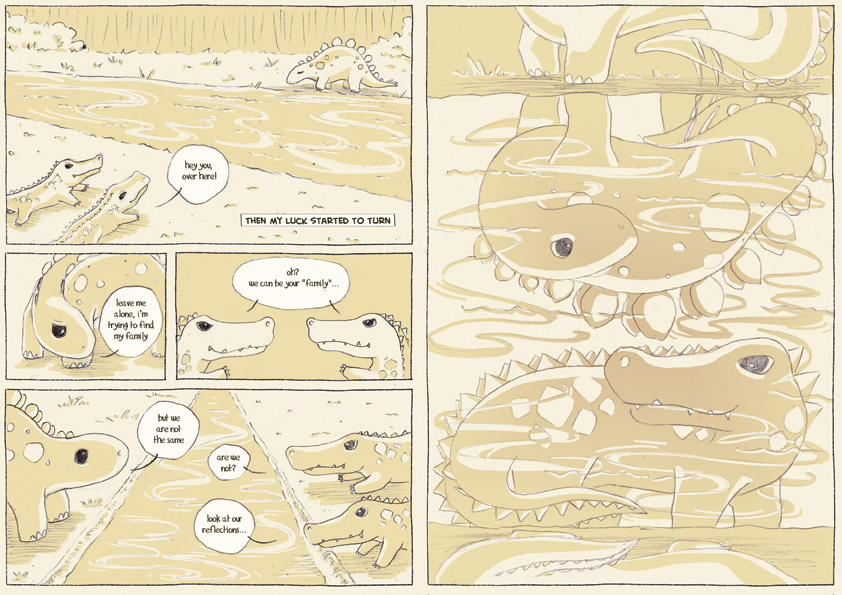 hey you,
over here!
THEN MY LUCK STARTED TO TURN
leave me
alone, i'm
trying to find
my family
oh?
we can be your "family"...
but we
are not
the same
are we
not?
look at our
reflections...